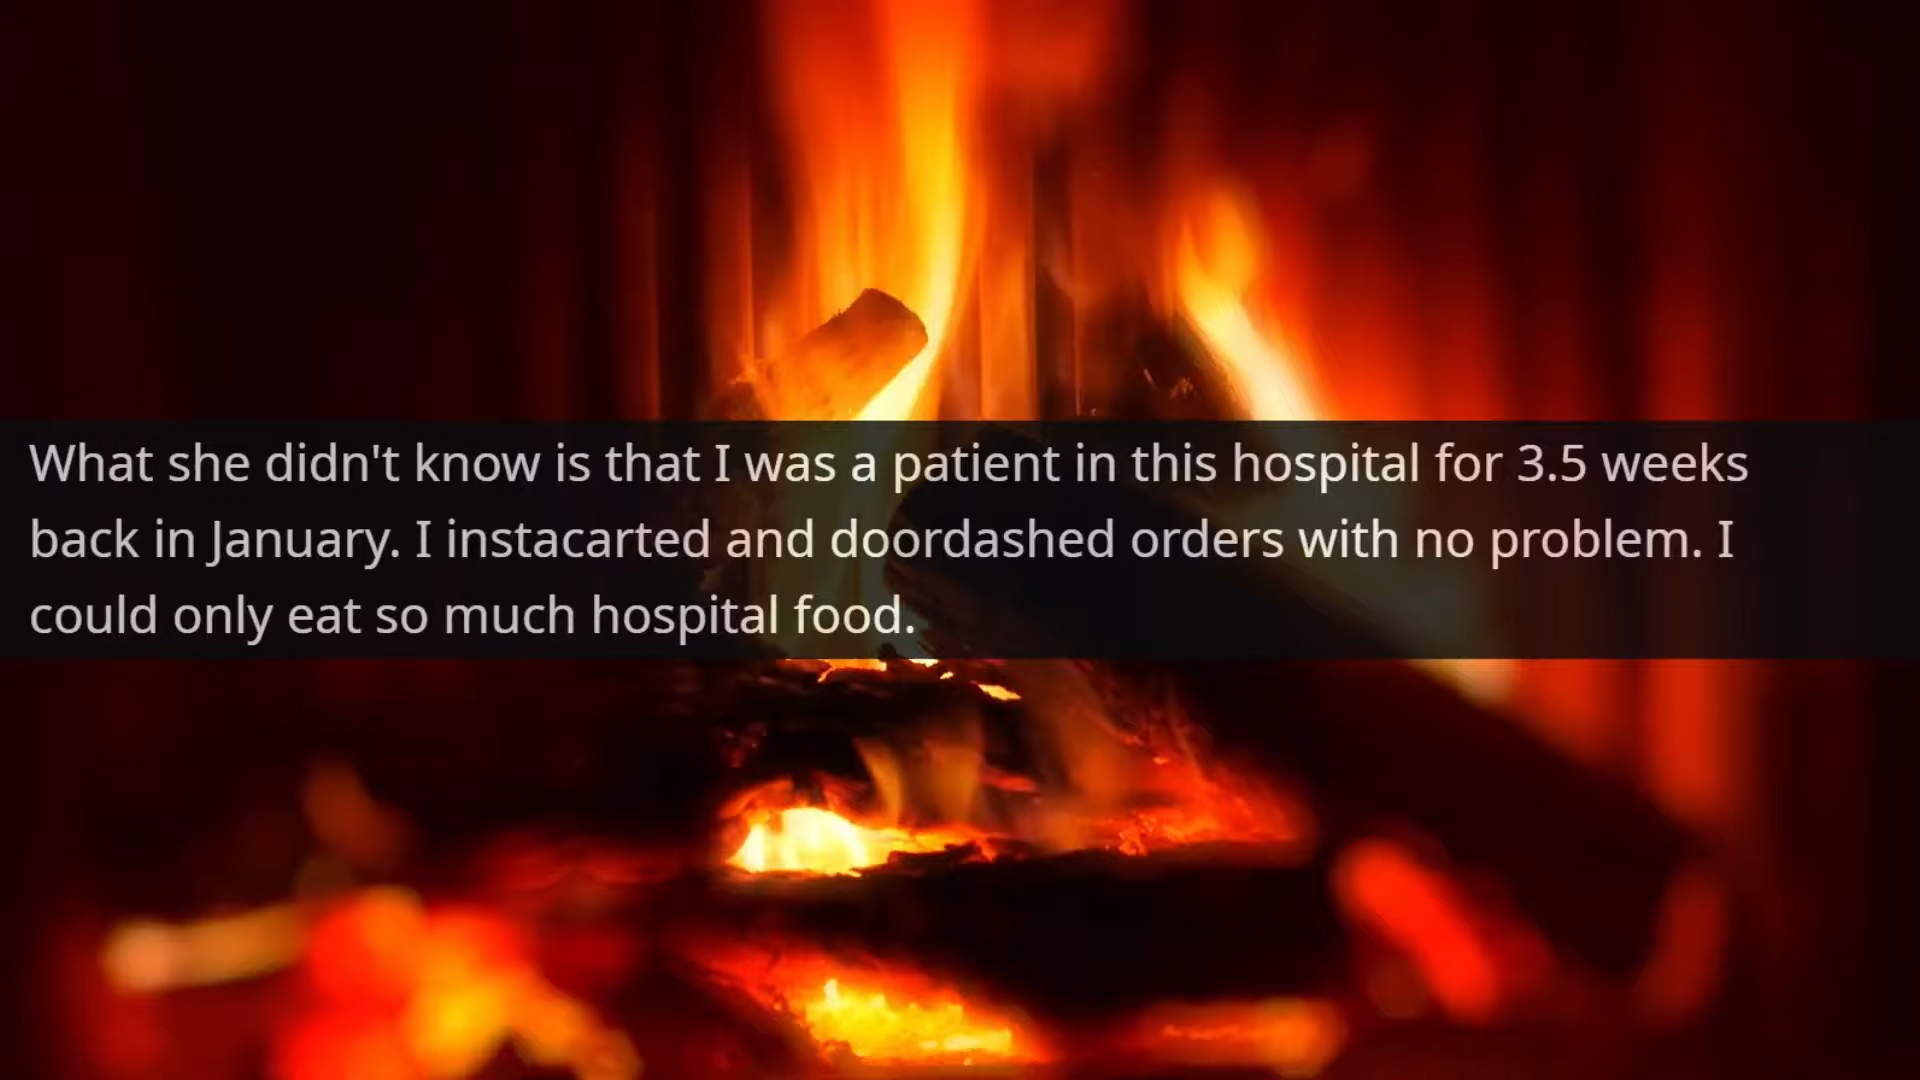 What she didn't know is that I was a patient in this hospital for 3.5 weeks
back in January. I instacarted and doordashed orders with no problem. I
could only eat so much hospital food.